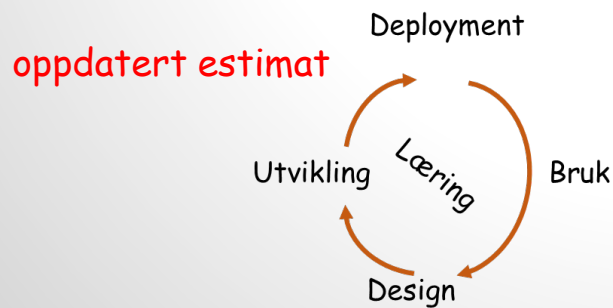 Deployment
oppdatert estimat
Læring
Utvikling
Bruk
Design